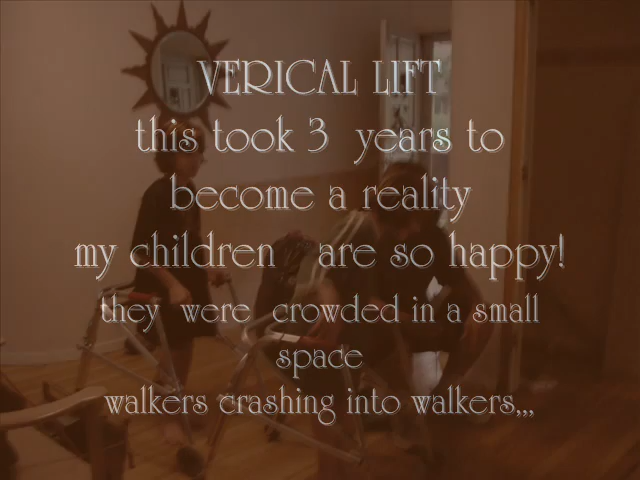 VERICAL LIFT
this took 3 years to
become a reality
my children are so happy!
they were crowded in a small
space
walkers crashing into walkers,,,